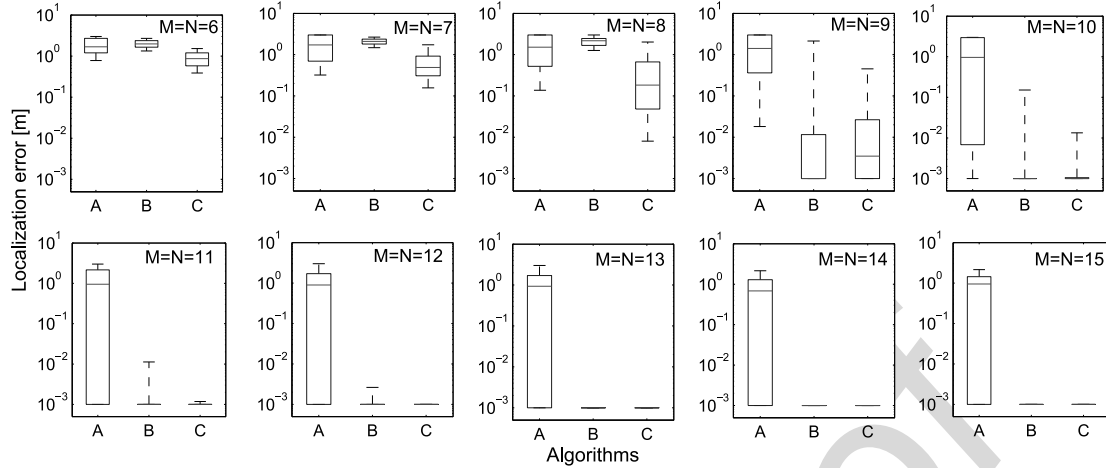 M=N=6
M=N=7
M=N=8
M=N=9
M=N=10
10^1
10^0
10^-1
10^-2
10^-3
A B C
10^1
10^0
10^-1
10^-2
10^-3
A B C
10^1
10^0
10^-1
10^-2
10^-3
A B C
10^1
10^0
10^-1
10^-2
10^-3
A B C
10^1
10^0
10^-1
10^-2
10^-3
A B C
Localization error [m]
M=N=11
M=N=12
M=N=13
M=N=14
M=N=15
10^1
10^0
10^-1
10^-2
10^-3
A B C
10^1
10^0
10^-1
10^-2
10^-3
A B C
10^1
10^0
10^-1
10^-2
10^-3
A B C
10^1
10^0
10^-1
10^-2
10^-3
A B C
10^1
10^0
10^-1
10^-2
10^-3
A B C
Algorithms